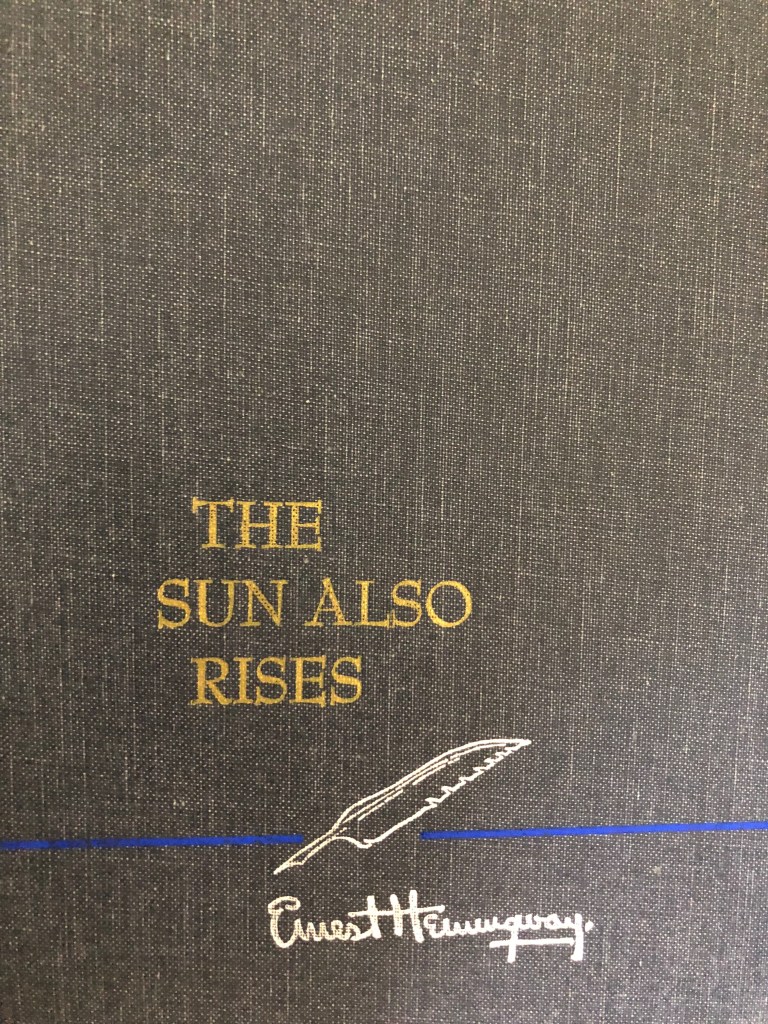 THE
SUN ALSO
RISES
Ernest Hemingway.